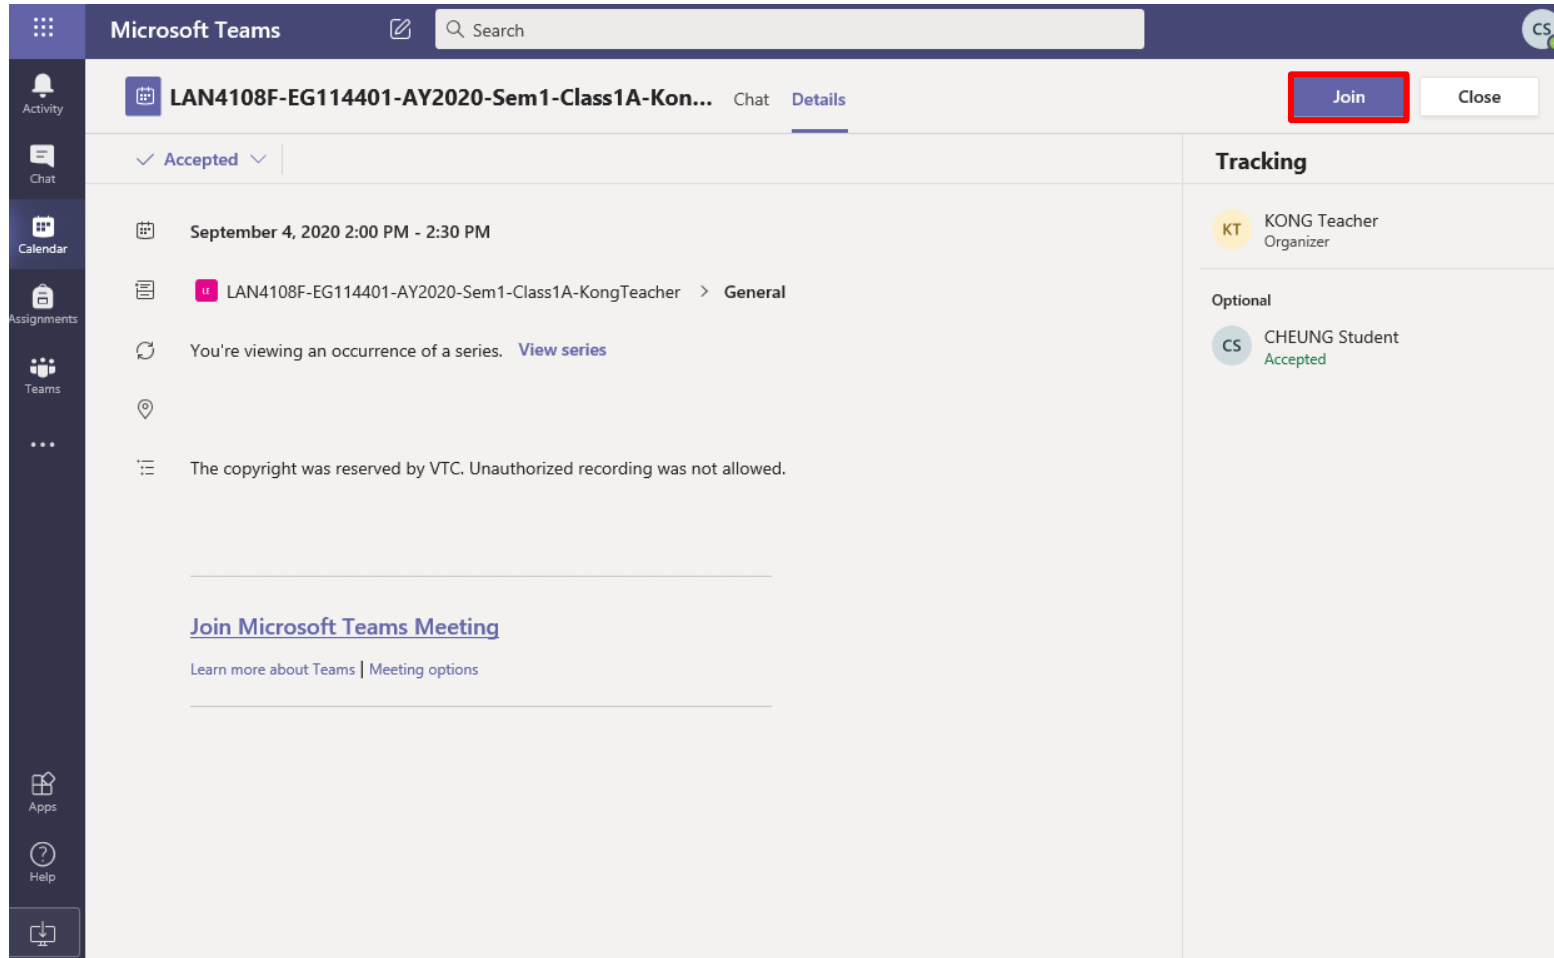 Microsoft Teams
Search
CS
Activity
Chat
Calendar
Assignments
Teams
Apps
Help
LAN4108F-EG114401-AY2020-Sem1-Class1A-Kon...
Chat
Details
Join
Close
Accepted
September 4, 2020 2:00 PM - 2:30 PM
LE LAN4108F-EG114401-AY2020-Sem1-Class1A-KongTeacher > General
You're viewing an occurrence of a series. View series
The copyright was reserved by VTC. Unauthorized recording was not allowed.
Join Microsoft Teams Meeting
Learn more about Teams | Meeting options
Tracking
KT
KONG Teacher
Organizer
Optional
CS
CHEUNG Student
Accepted